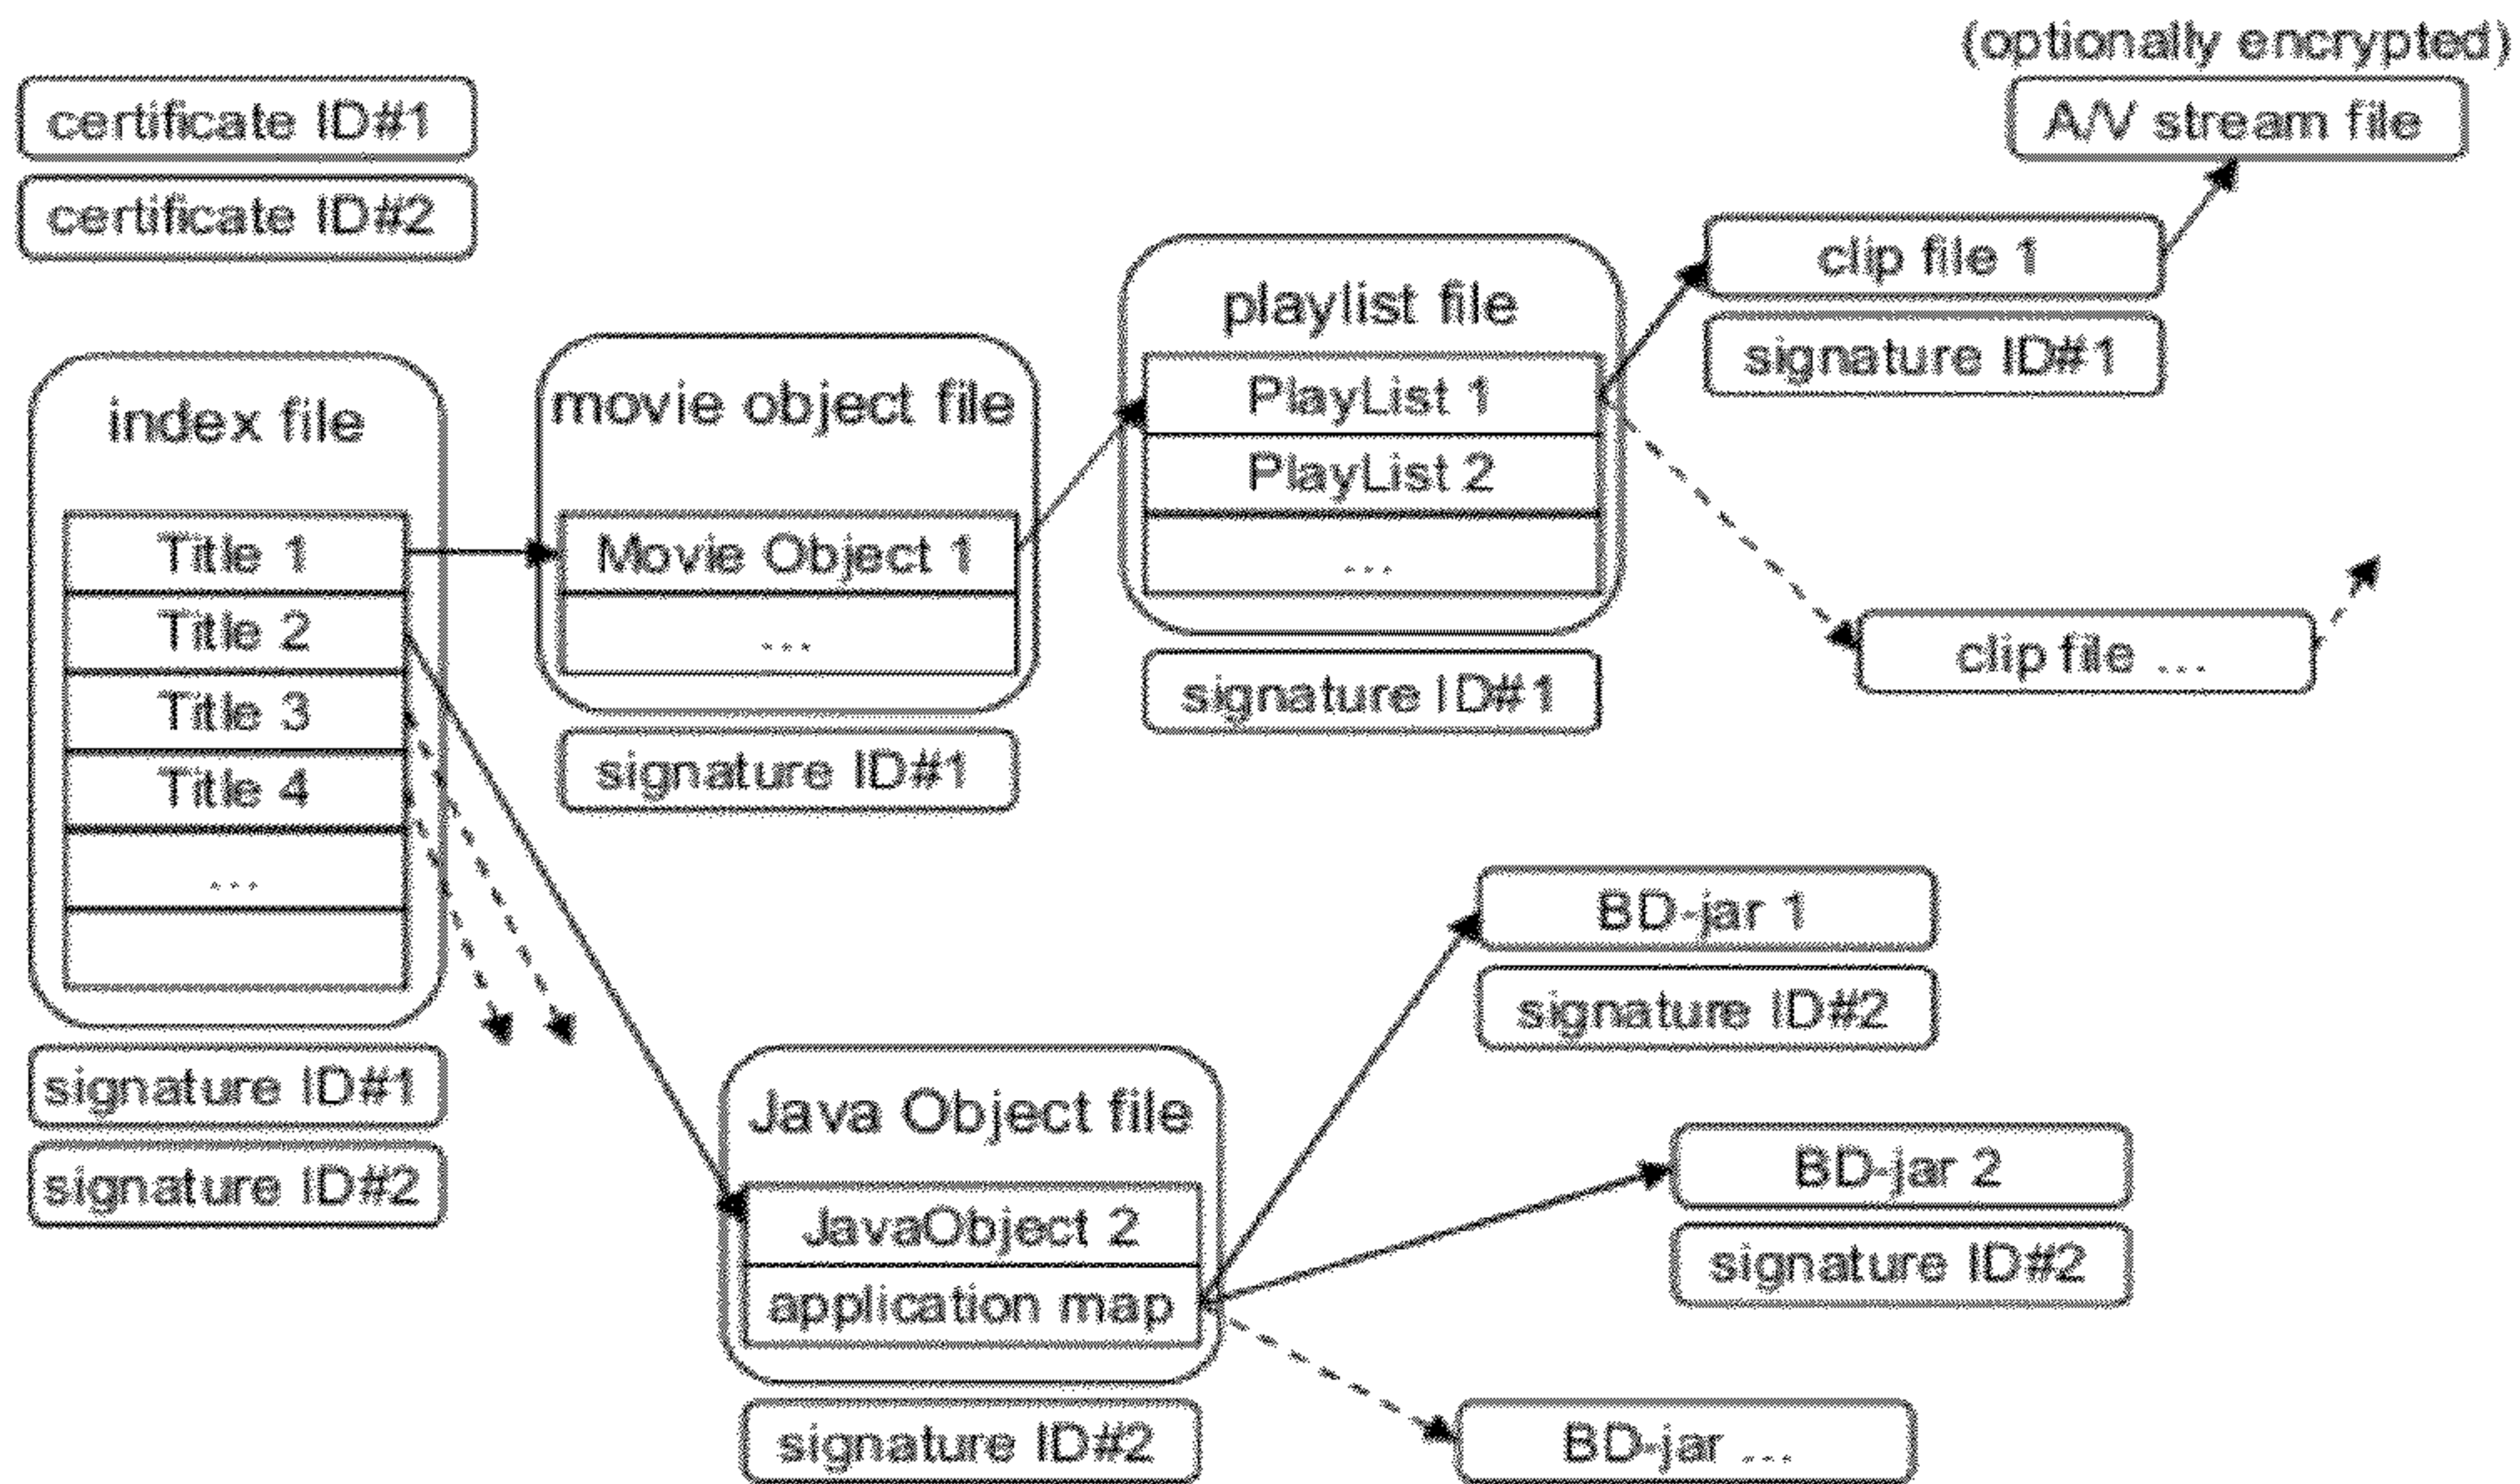 (optionally encrypted)
A/V stream file
certificate ID#1
certificate ID#2
clip file 1
signature ID#1
playlist file
PlayList 1
PlayList 2
...
signature ID#1
clip file ...
movie object file
Movie Object 1
...
signature ID#1
index file
Title 1
Title 2
Title 3
Title 4
...
signature ID#1
signature ID#2
BD-jar 1
signature ID#2
Java Object file
JavaObject 2
application map
signature ID#2
BD-jar 2
signature ID#2
BD-jar ...